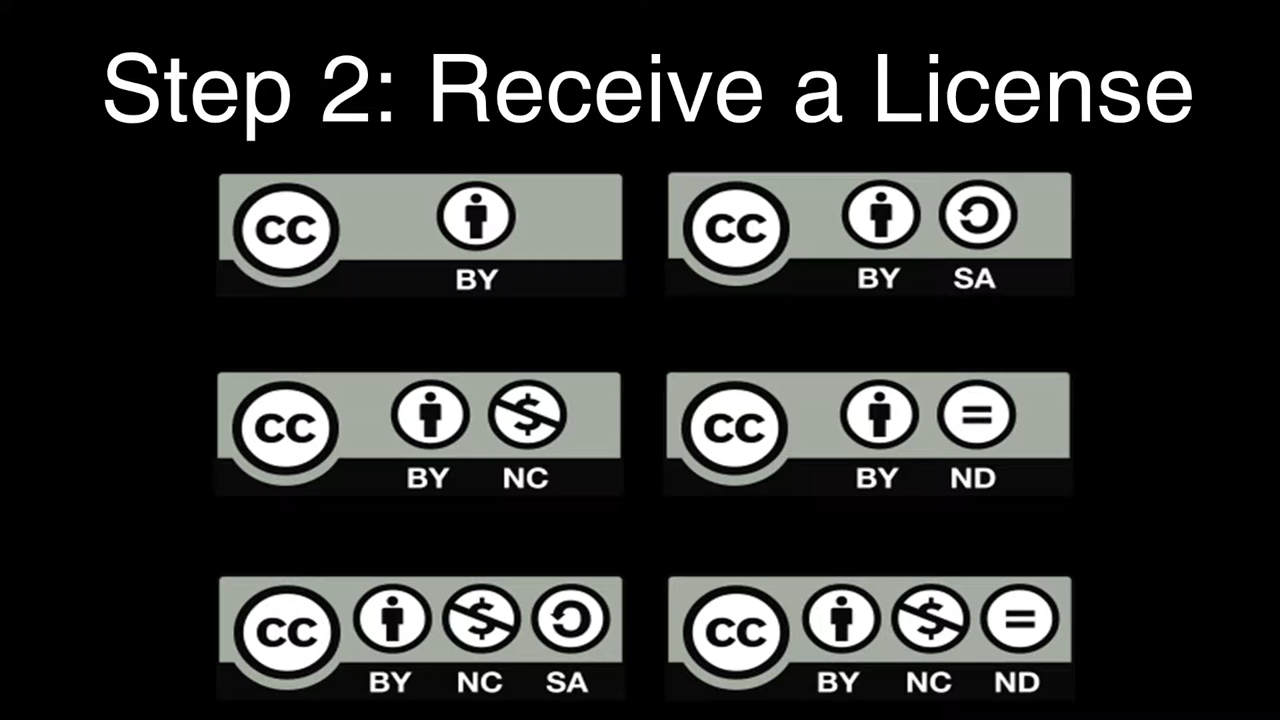 Step 2: Receive a License
cc BY
cc BY SA
cc BY NC
cc BY ND
cc BY NC SA
cc BY NC ND